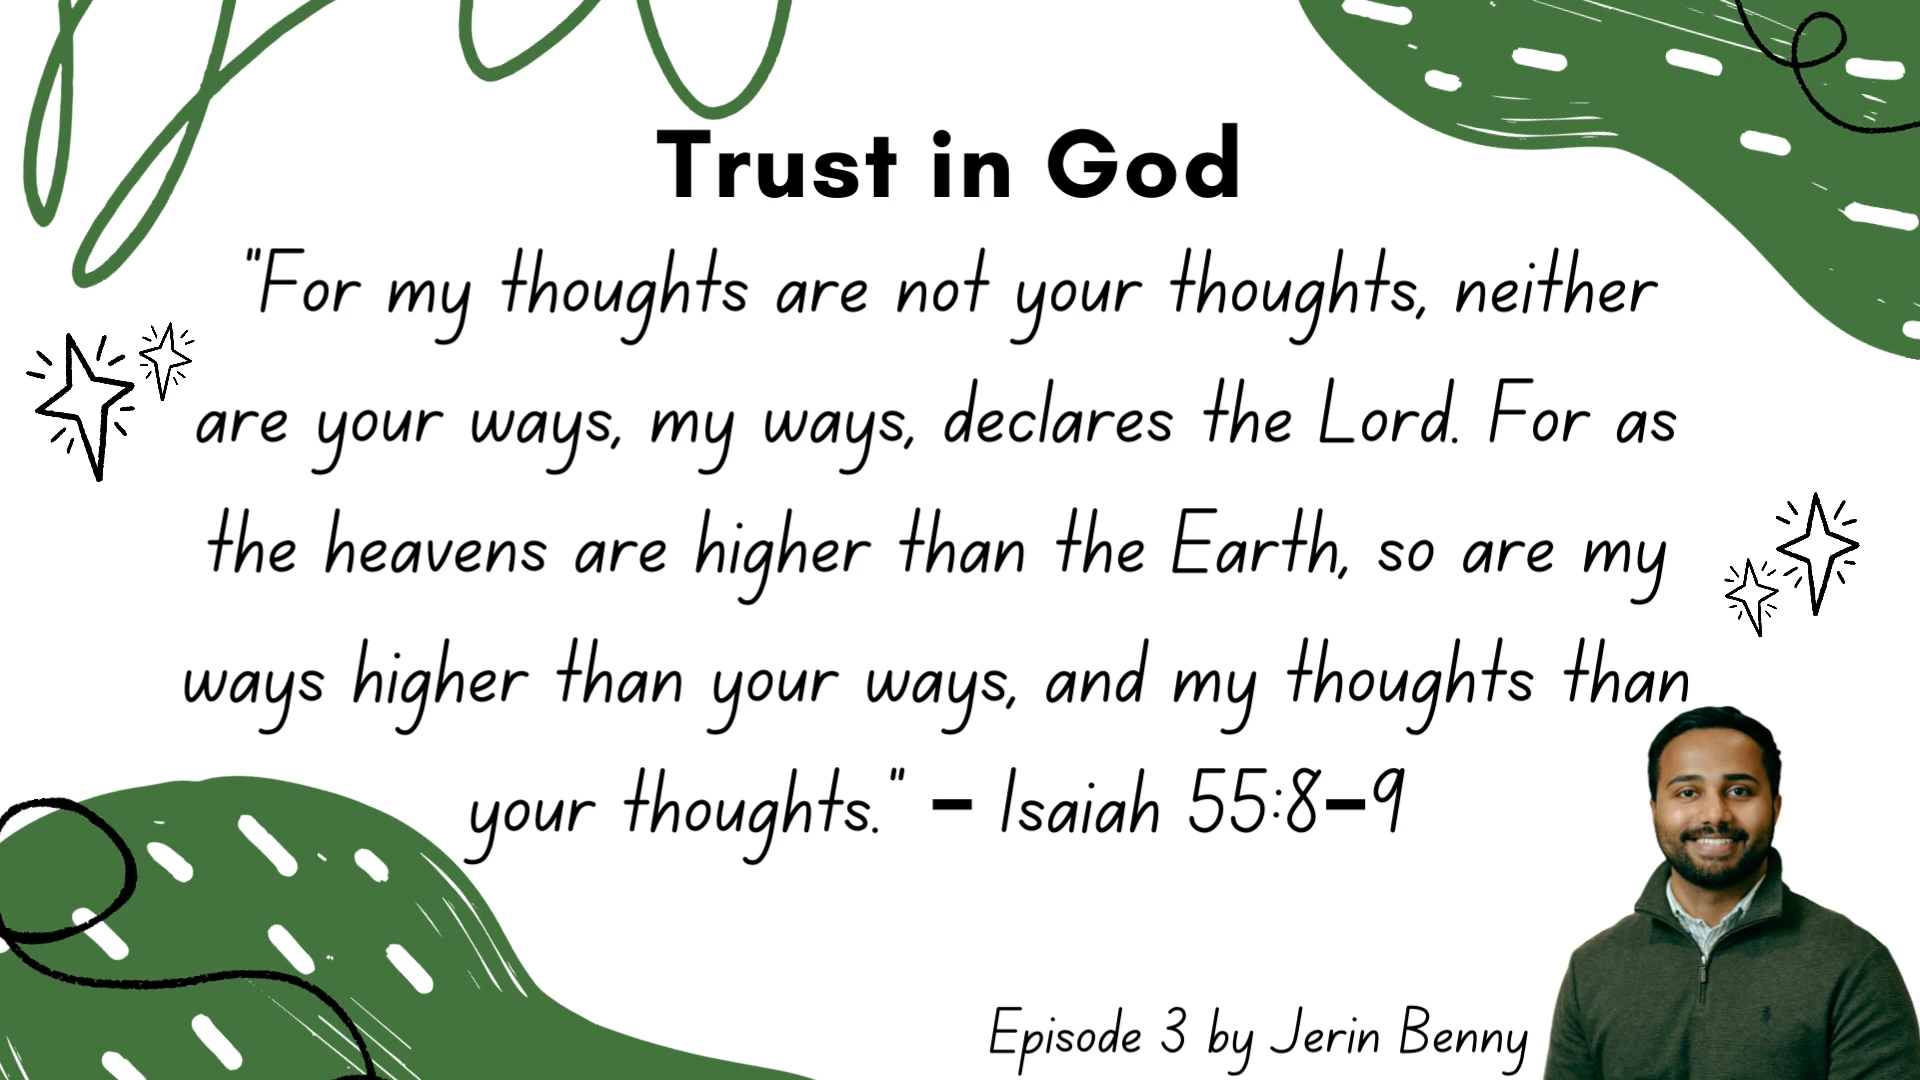 Trust in God
"For my thoughts are not your thoughts, neither
are your ways, my ways, declares the Lord. For as
the heavens are higher than the Earth, so are my
ways higher than your ways, and my thoughts than
your thoughts." – Isaiah 55:8–9
Episode 3 by Jerin Benny